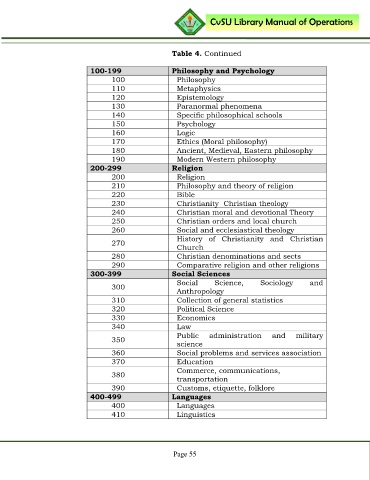 CvSU Library Manual of Operations
Table 4. Continued
100-199 Philosophy and Psychology
100 Philosophy
110 Metaphysics
120 Epistemology
130 Paranormal phenomena
140 Specific philosophical schools
150 Psychology
160 Logic
170 Ethics (Moral philosophy)
180 Ancient, Medieval, Eastern philosophy
190 Modern Western philosophy
200-299 Religion
200 Religion
210 Philosophy and theory of religion
220 Bible
230 Christianity Christian theology
240 Christian moral and devotional Theory
250 Christian orders and local church
260 Social and ecclesiastical theology
270 History of Christianity and Christian
Church
280 Christian denominations and sects
290 Comparative religion and other religions
300-399 Social Sciences
300 Social Science, Sociology and
Anthropology
310 Collection of general statistics
320 Political Science
330 Economics
340 Law
350 Public administration and military
science
360 Social problems and services association
370 Education
380 Commerce, communications,
transportation
390 Customs, etiquette, folklore
400-499 Languages
400 Languages
410 Linguistics
Page 55